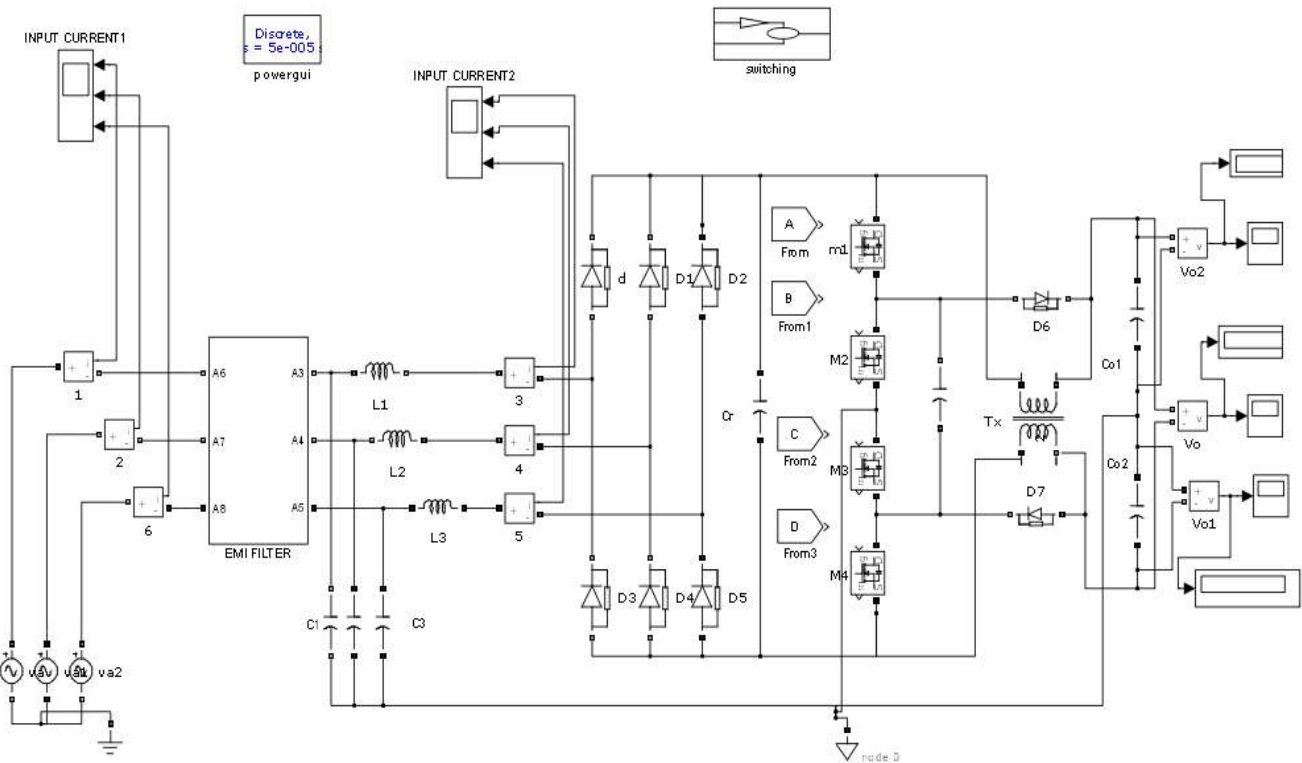 INPUT CURRENT1
Discrete,
s = 5e-005 s
powergui
switching
INPUT CURRENT2
A
From
m1
Vo2
d
D1
D2
B
From1
D6
M2
Co1
1
A6
A3
L1
3
Cr
Tx
Vo
2
A7
A4
L2
4
C
From2
M3
Co2
6
A8
A5
L3
5
D7
Vo1
EMI FILTER
D
From3
M4
D3
D4
D5
C1
C3
va2
node 0